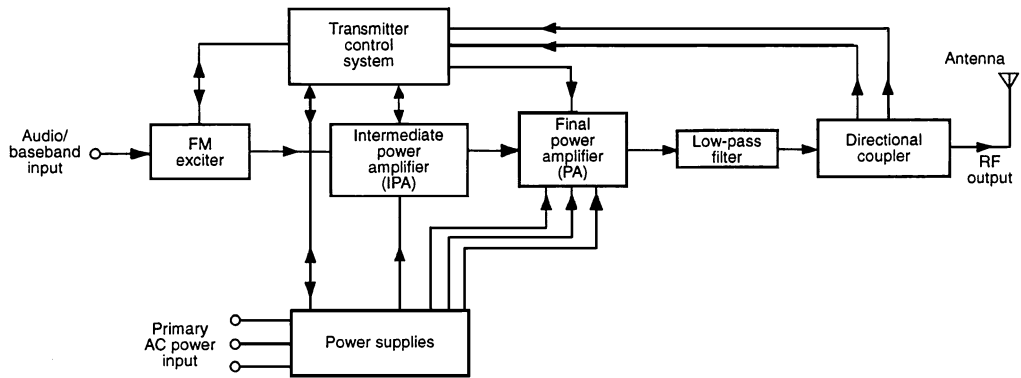 Transmitter
control
system
Antenna
Audio/
baseband
input
FM
exciter
Intermediate
power
amplifier
(IPA)
Final
power
amplifier
(PA)
Low-pass
filter
Directional
coupler
RF
output
Primary
AC power
input
Power supplies